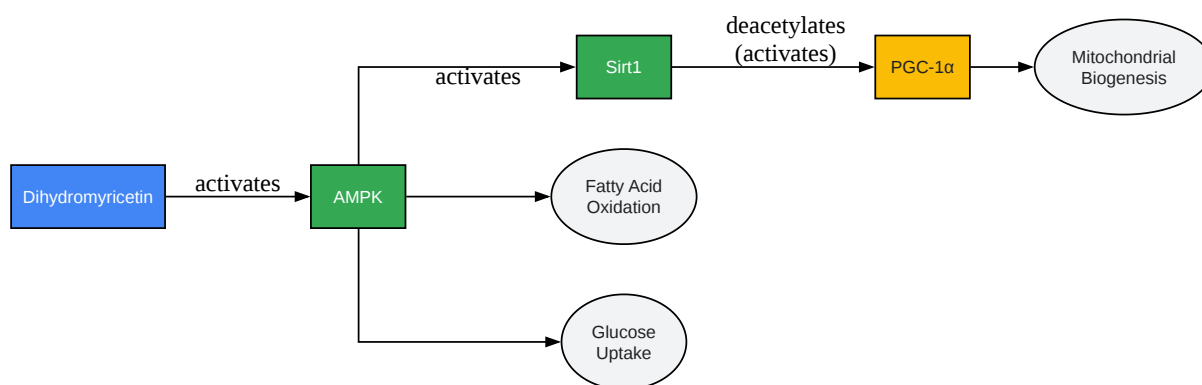 deacetylates
(activates)
activates
Sirt1
PGC-1α
Mitochondrial
Biogenesis
Dihydromyricetin
activates
AMPK
Fatty Acid
Oxidation
Glucose
Uptake